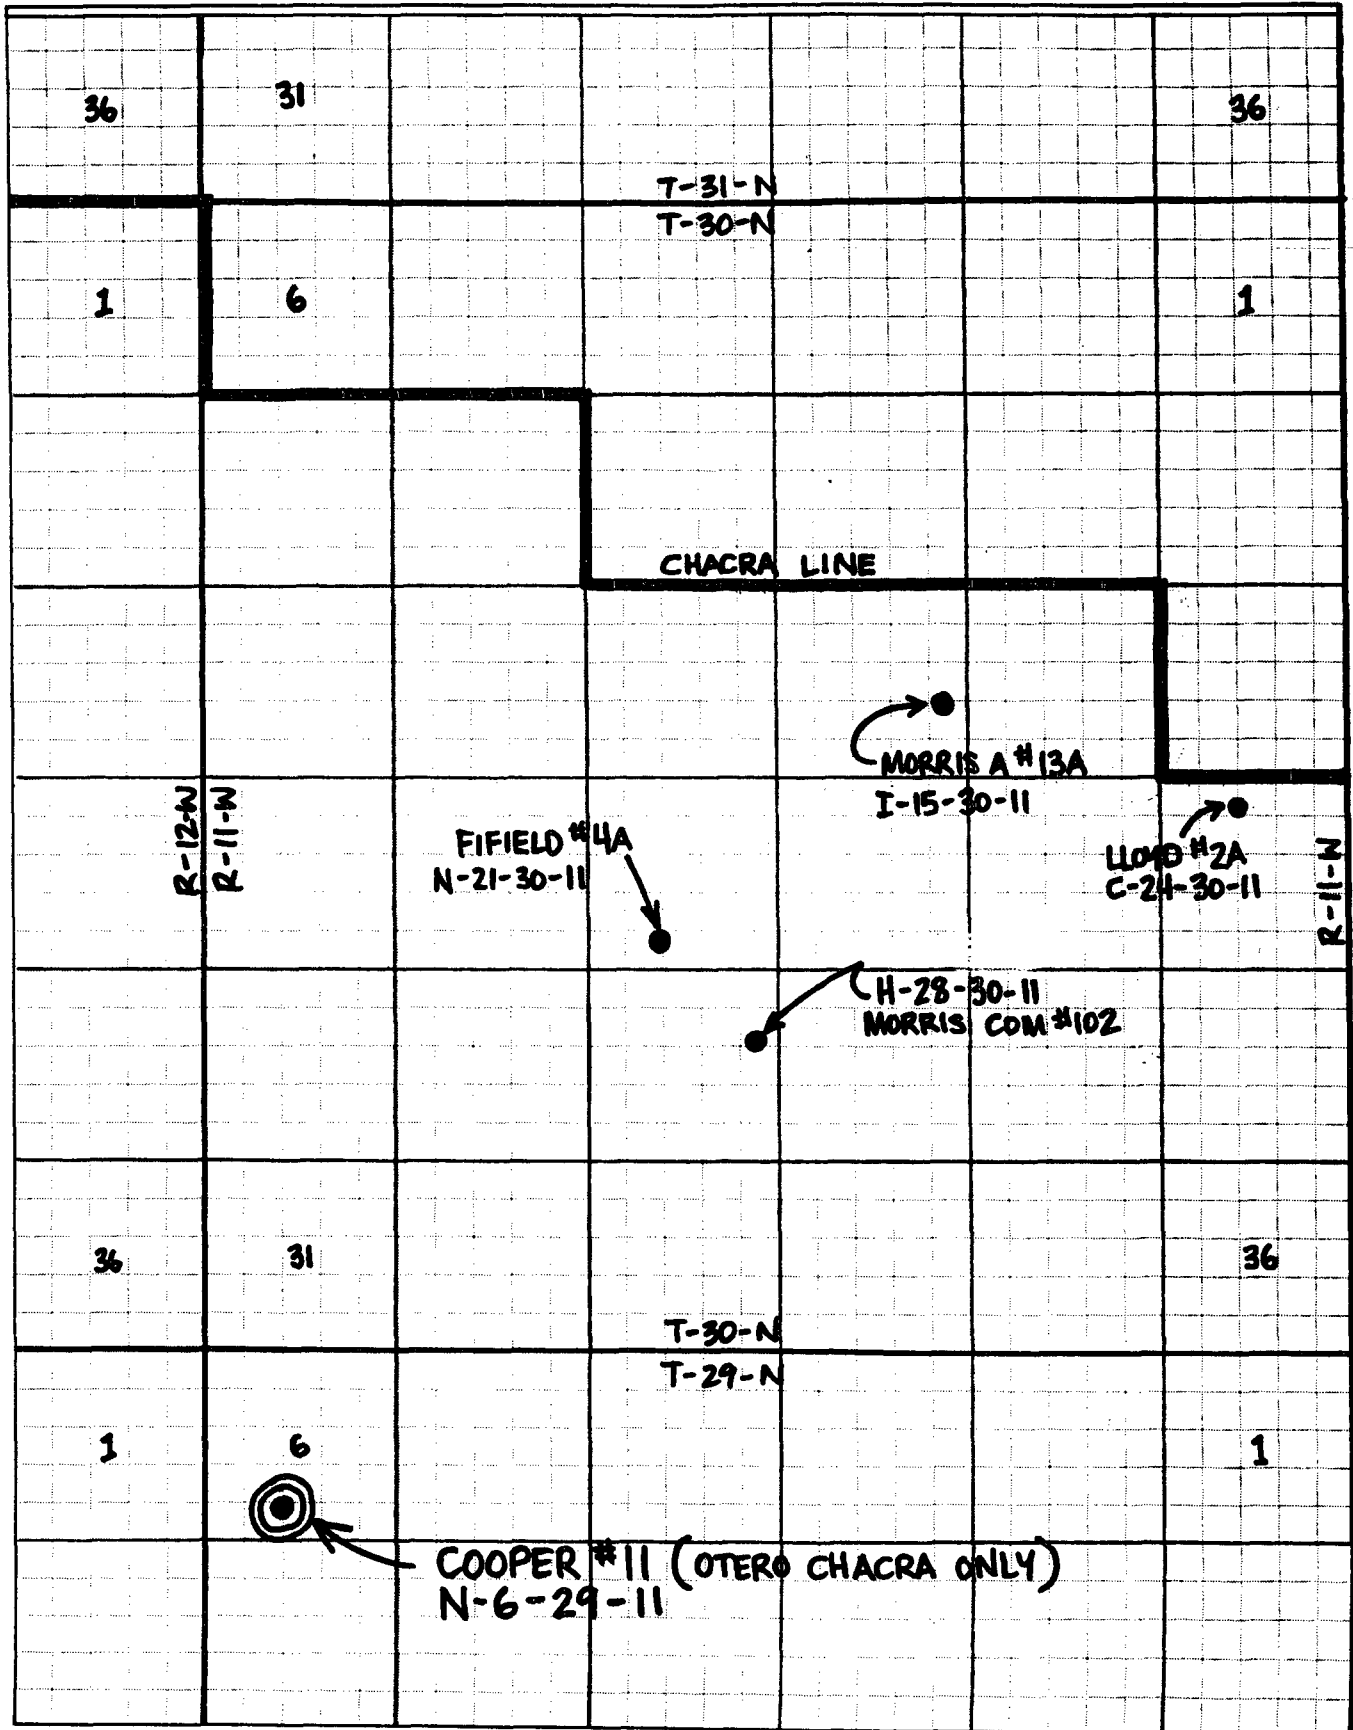 36
31
36
T-31-N
T-30-N
1
6
1
CHACRA LINE
MORRIS A #13A
I-15-30-11
R-12-W
R-11-W
FIFIELD #4A
N-21-30-11
LLOYD #2A
C-24-30-11
R-11-W
H-28-30-11
MORRIS COM #102
36
31
36
T-30-N
T-29-N
1
6
1
COOPER #11 (OTERO CHACRA ONLY)
N-6-29-11